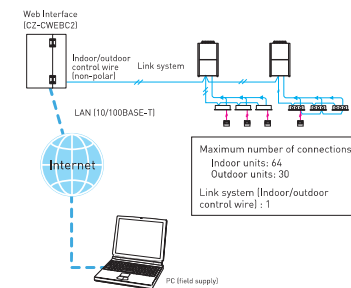 Web Interface
(CZ-CWEBC2)
Indoor/outdoor
control wire
(non-polar)
Link system
LAN (10/100BASE-T)
Internet
Maximum number of connections
Indoor units: 64
Outdoor units: 30
Link system (Indoor/outdoor
control wire) : 1
PC (field supply)